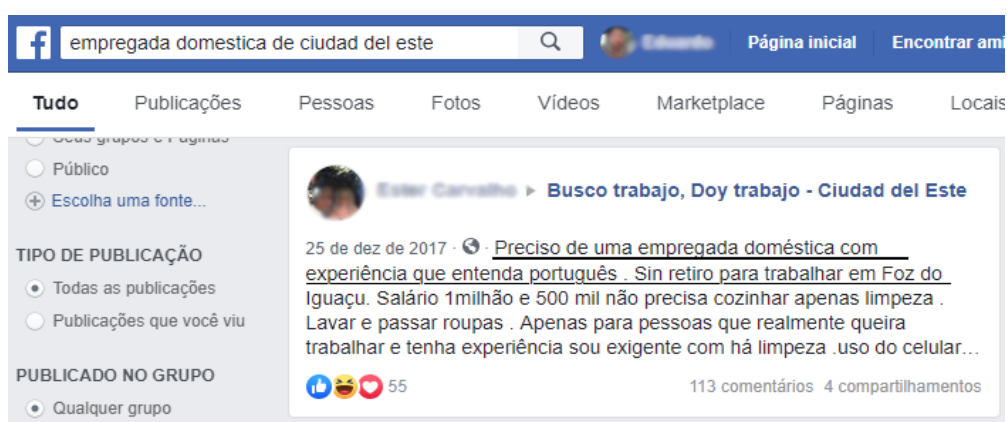 f empregada domestica de ciudad del este Página inicial Encontrar ami
Tudo Publicações Pessoas Fotos Vídeos Marketplace Páginas Locais
Seus grupos e Páginas
Público
Escolha uma fonte...
TIPO DE PUBLICAÇÃO
Todas as publicações
Publicações que você viu
PUBLICADO NO GRUPO
Qualquer grupo
Busco trabajo, Doy trabajo - Ciudad del Este
25 de dez de 2017 · Preciso de uma empregada doméstica com
experiência que entenda português . Sin retiro para trabalhar em Foz do
Iguaçu. Salário 1milhão e 500 mil não precisa cozinhar apenas limpeza .
Lavar e passar roupas . Apenas para pessoas que realmente queira
trabalhar e tenha experiência sou exigente com há limpeza .uso do celular...
55 113 comentários 4 compartilhamentos